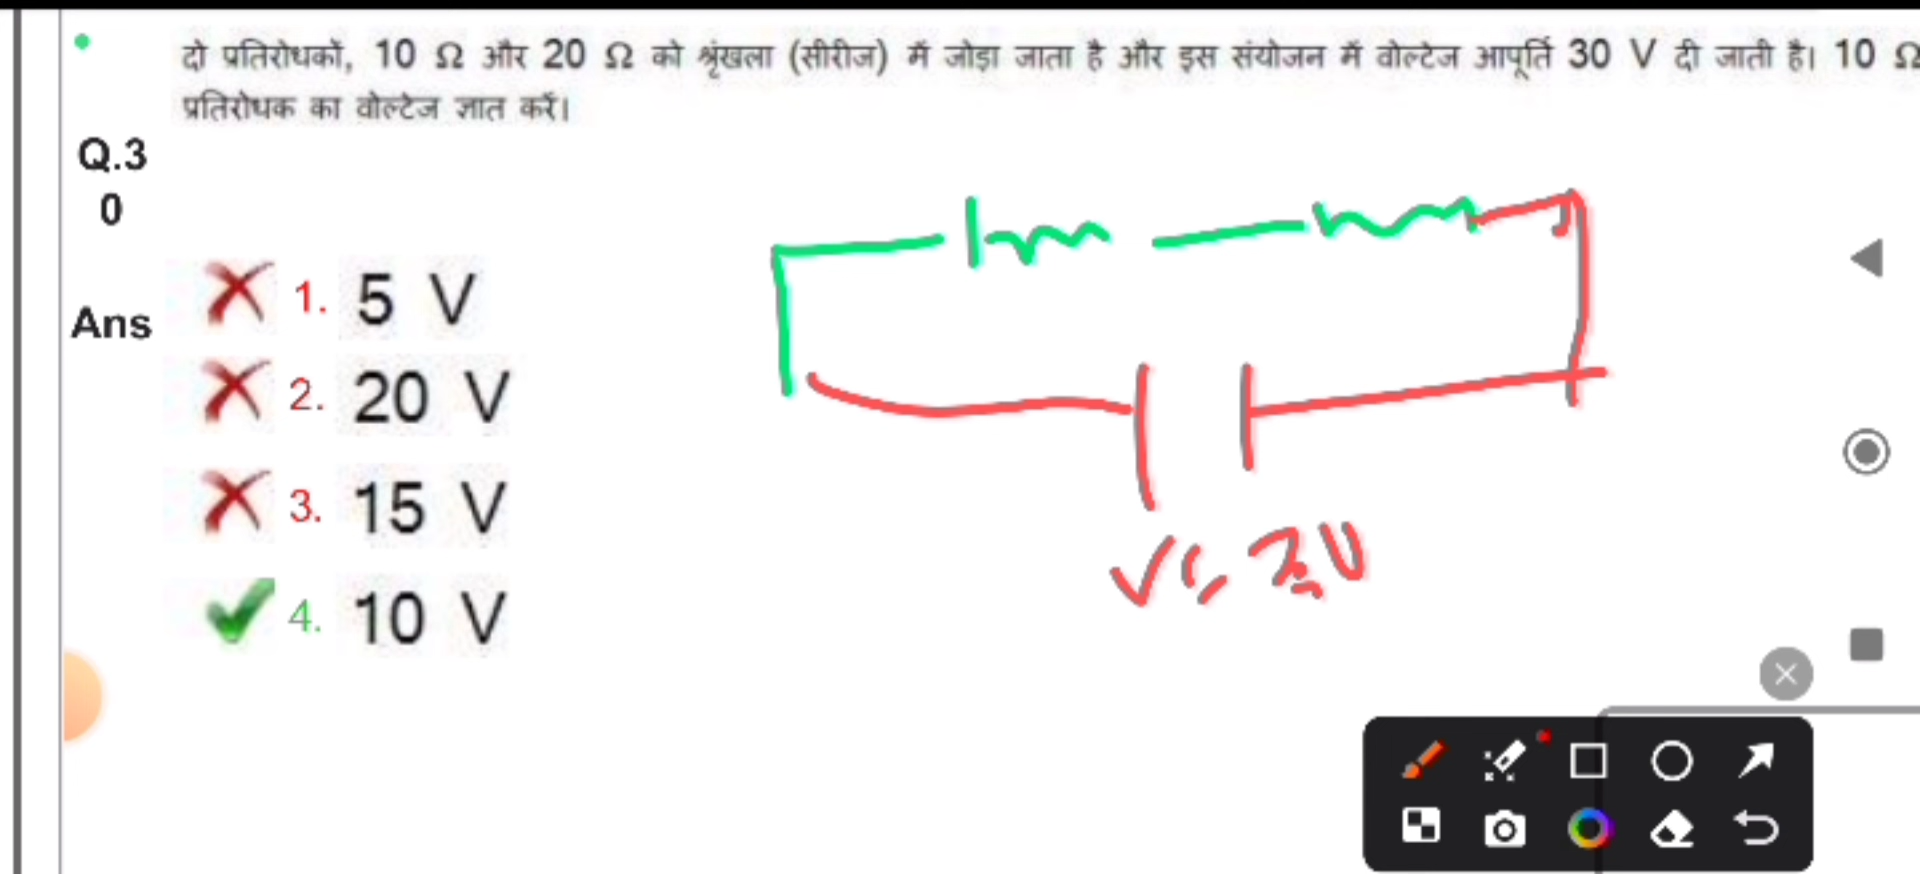 दो प्रतिरोधकों, 10 Ω और 20 Ω को श्रृंखला (सीरीज) में जोड़ा जाता है और इस संयोजन में वोल्टेज आपूर्ति 30 V दी जाती है। 10 Ω
प्रतिरोधक का वोल्टेज ज्ञात करें।
Q.3
0
Ans
1. 5 V
2. 20 V
3. 15 V
4. 10 V